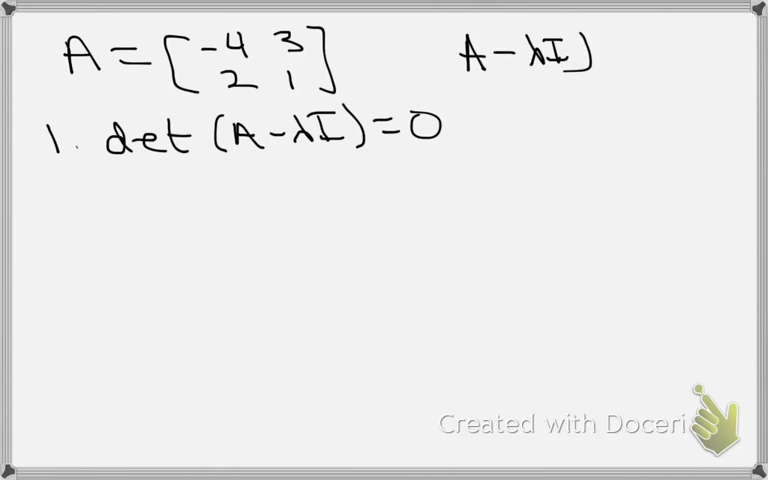 A = [ -4 3     A - λI )
2 1 ]
1. det (A - λI) = 0
Created with Doceri